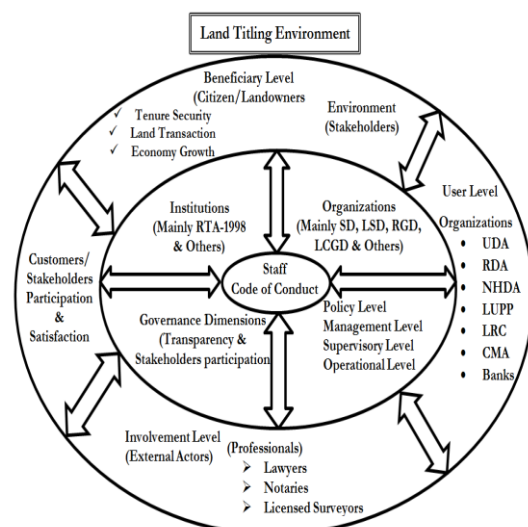 Land Titling Environment
Beneficiary Level
(Citizen/Landowners
✓ Tenure Security
✓ Land Transaction
✓ Economy Growth
Environment
(Stakeholders)
User Level
Organizations
• UDA
• RDA
• NHDA
• LUPP
• LRC
• CMA
• Banks
Institutions
(Mainly RTA-1998
& Others)
Organizations
(Mainly SD, LSD, RGD,
LCGD & Others)
Customers/
Stakeholders
Participation
&
Satisfaction
Staff
Code of Conduct
Governance Dimensions
(Transparency &
Stakeholders participation
Policy Level
Management Level
Supervisory Level
Operational Level
Involvement Level
(External Actors)
(Professionals)
➢ Lawyers
➢ Notaries
➢ Licensed Surveyors